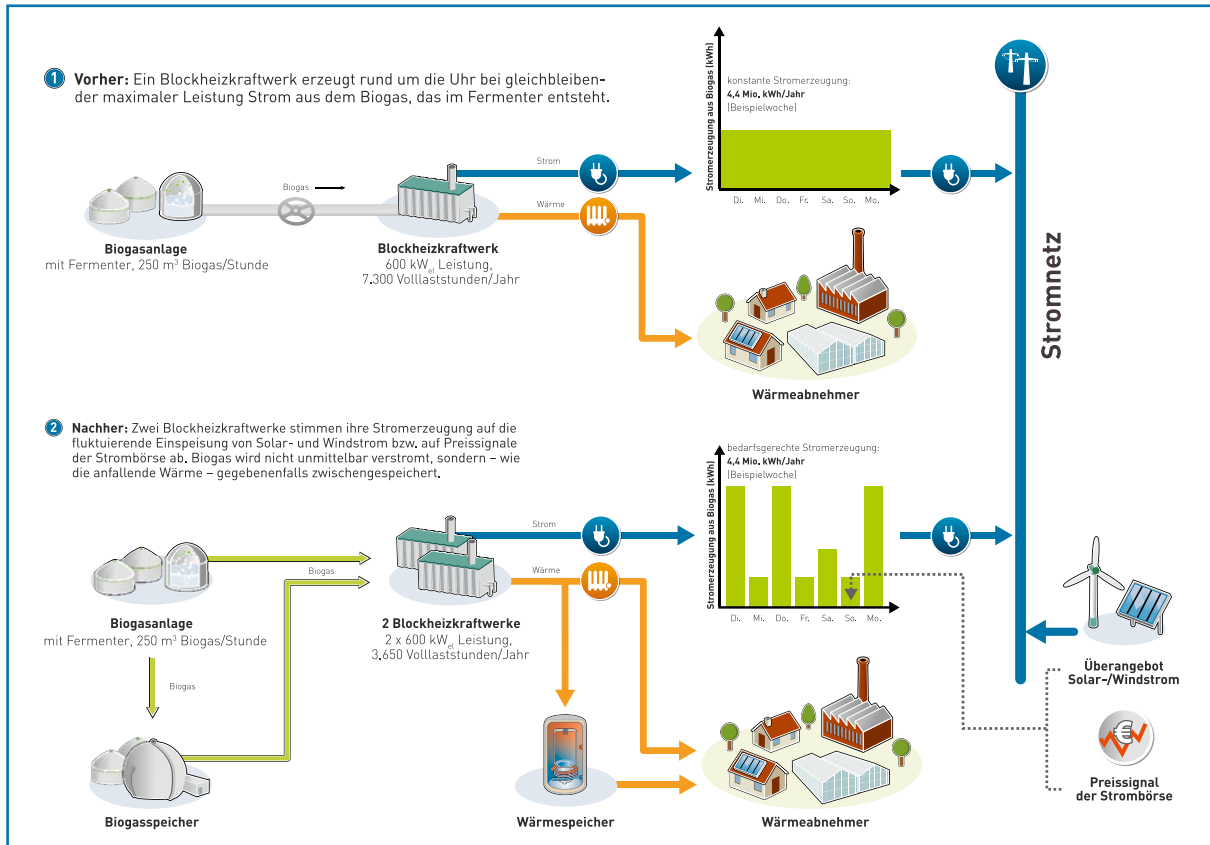 1 Vorher: Ein Blockheizkraftwerk erzeugt rund um die Uhr bei gleichbleiben-
der maximaler Leistung Strom aus dem Biogas, das im Fermenter entsteht.
Biogas
Biogasanlage
mit Fermenter, 250 m³ Biogas/Stunde
Blockheizkraftwerk
600 kWel Leistung,
7.300 Volllaststunden/Jahr
Strom
Wärme
Stromerzeugung aus Biogas (kWh)
konstante Stromerzeugung:
4,4 Mio. kWh/Jahr
(Beispielwoche)
Di. Mi. Do. Fr. Sa. So. Mo.
Wärmeabnehmer
Stromnetz
2 Nachher: Zwei Blockheizkraftwerke stimmen ihre Stromerzeugung auf die
fluktuierende Einspeisung von Solar- und Windstrom bzw. auf Preissignale
der Strombörse ab. Biogas wird nicht unmittelbar verstromt, sondern – wie
die anfallende Wärme – gegebenenfalls zwischengespeichert.
Biogas
Biogasanlage
mit Fermenter, 250 m³ Biogas/Stunde
Biogas
Biogasspeicher
2 Blockheizkraftwerke
2 x 600 kWel Leistung,
3.650 Volllaststunden/Jahr
Strom
Wärme
Wärmespeicher
Stromerzeugung aus Biogas (kWh)
bedarfsgerechte Stromerzeugung:
4,4 Mio. kWh/Jahr
(Beispielwoche)
Di. Mi. Do. Fr. Sa. So. Mo.
Wärmeabnehmer
Überangebot
Solar-/Windstrom
€
Preissignal
der Strombörse